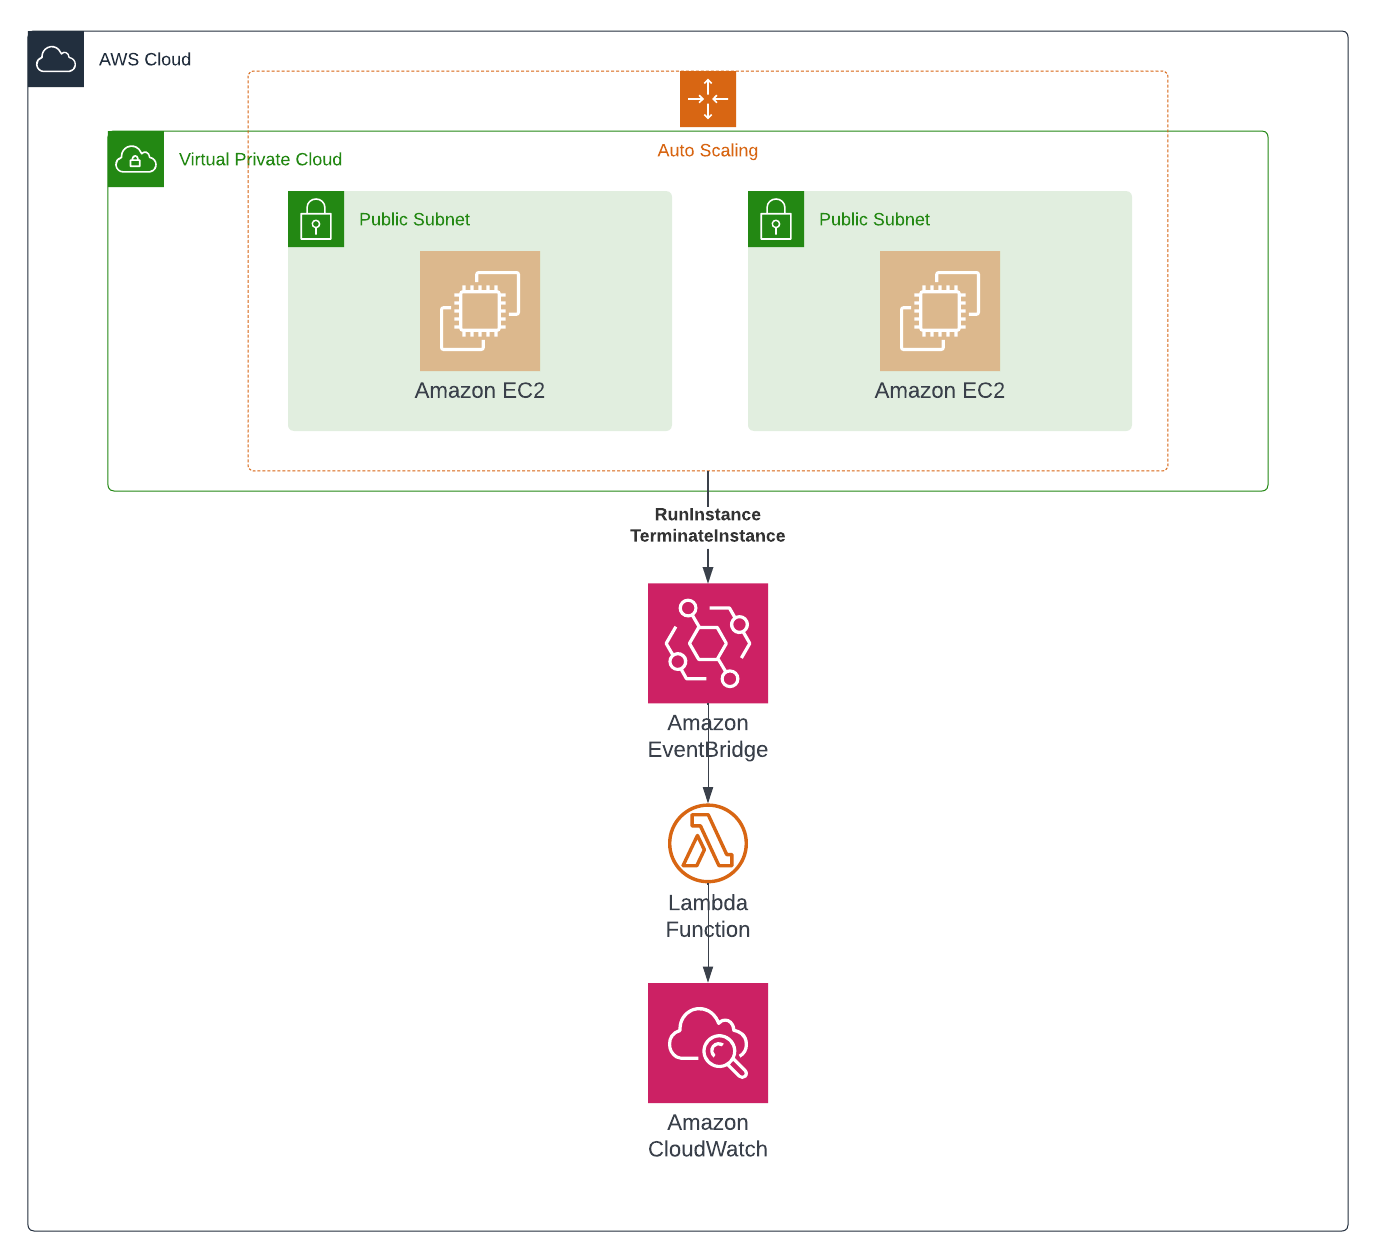 AWS Cloud
Auto Scaling
Virtual Private Cloud
Public Subnet
Public Subnet
Amazon EC2
Amazon EC2
RunInstance
TerminateInstance
Amazon
EventBridge
Lambda
Function
Amazon
CloudWatch